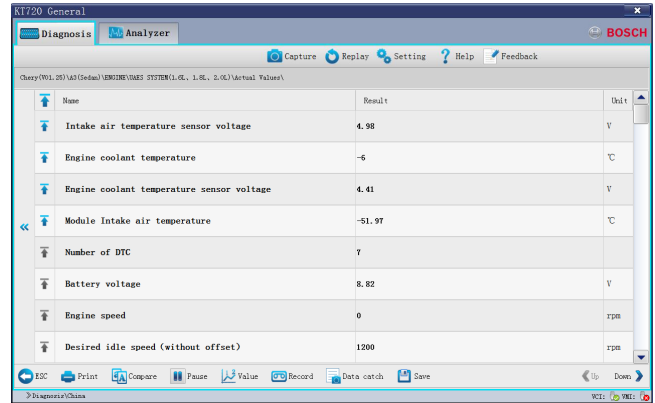 KT720 General
Diagnosis Analyzer BOSCH
Capture Replay Setting Help Feedback
Chery(V01.25)\A3(Sedan)\ENGINE\UAES SYSTEM(1.6L, 1.8L, 2.0L)\Actual Values\
Name Result Unit
Intake air temperature sensor voltage 4.98 V
Engine coolant temperature -6 ℃
Engine coolant temperature sensor voltage 4.41 V
Module Intake air temperature -51.97 ℃
Number of DTC 7
Battery voltage 8.82 V
Engine speed 0 rpm
Desired idle speed (without offset) 1200 rpm
ESC Print Compare Pause Value Record Data catch Save Up Down
Diagnosis\China VCI: VMI: